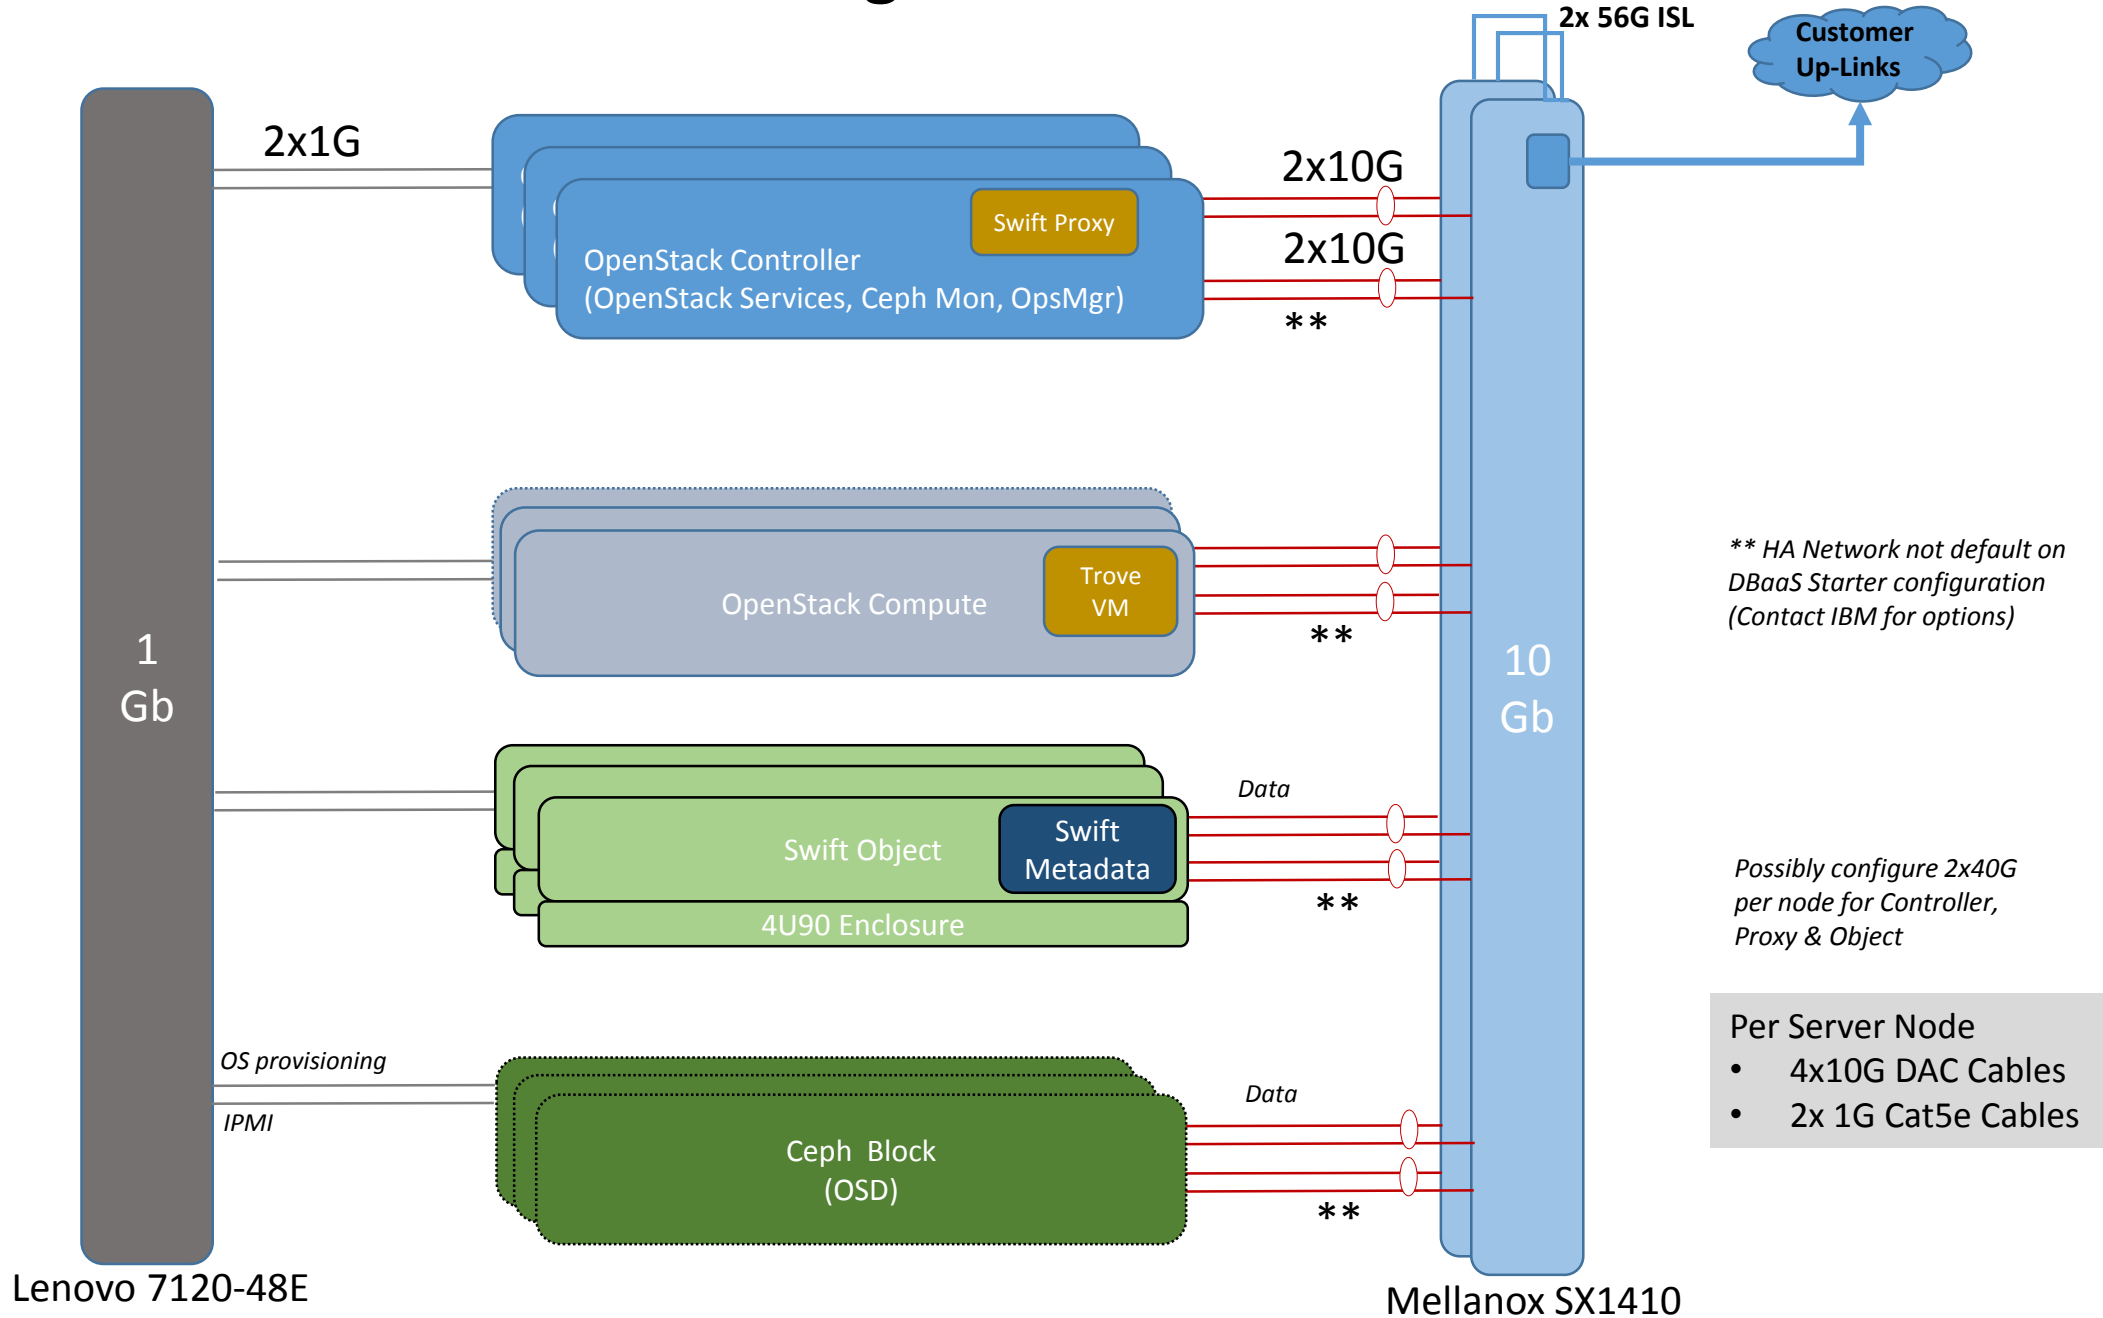 2x 56G ISL
Customer
Up-Links
2x1G
2x10G
Swift Proxy
2x10G
OpenStack Controller
(OpenStack Services, Ceph Mon, OpsMgr)
**
1
Gb
OpenStack Compute
Trove
VM
**
10
Gb
** HA Network not default on
DBaaS Starter configuration
(Contact IBM for options)
Data
Swift Object
Swift
Metadata
**
4U90 Enclosure
Possibly configure 2x40G
per node for Controller,
Proxy & Object
OS provisioning
IPMI
Data
Ceph Block
(OSD)
**
Per Server Node
• 4x10G DAC Cables
• 2x 1G Cat5e Cables
Lenovo 7120-48E
Mellanox SX1410